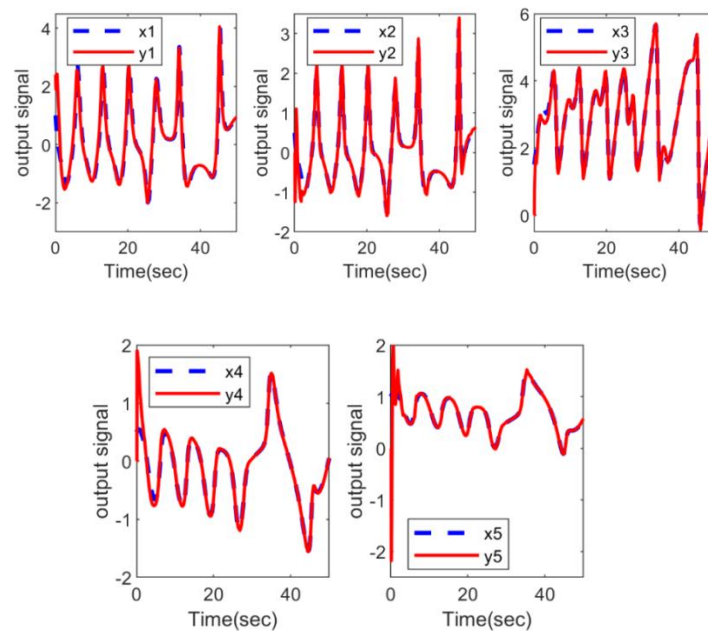 4
2
0
-2
output signal
x1
y1
0
20
40
Time(sec)
3
2
1
0
-1
-2
output signal
x2
y2
0
20
40
Time(sec)
6
4
2
0
output signal
x3
y3
0
20
40
Time(sec)
2
1
0
-1
-2
output signal
x4
y4
0
20
40
Time(sec)
2
1
0
-1
-2
output signal
x5
y5
0
20
40
Time(sec)